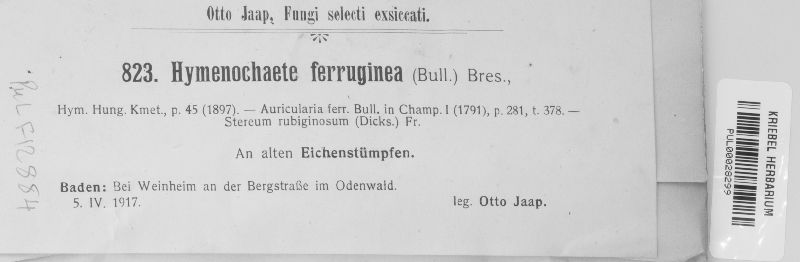 Otto Jaap, Fungi selecti exsiccati.
823. Hymenochaete ferruginea (Bull.) Bres.,
Hym. Hung. Kmet., p. 45 (1897). — Auricularia ferr. Bull. in Champ. I (1791), p. 281, t. 378. —
Stereum rubiginosum (Dicks.) Fr.
An alten Eichenstümpfen.
Baden: Bei Weinheim an der Bergstraße im Odenwald.
5. IV. 1917. leg. Otto Jaap.
PUL F12884
KRIEBEL HERBARIUM
PUL00028299